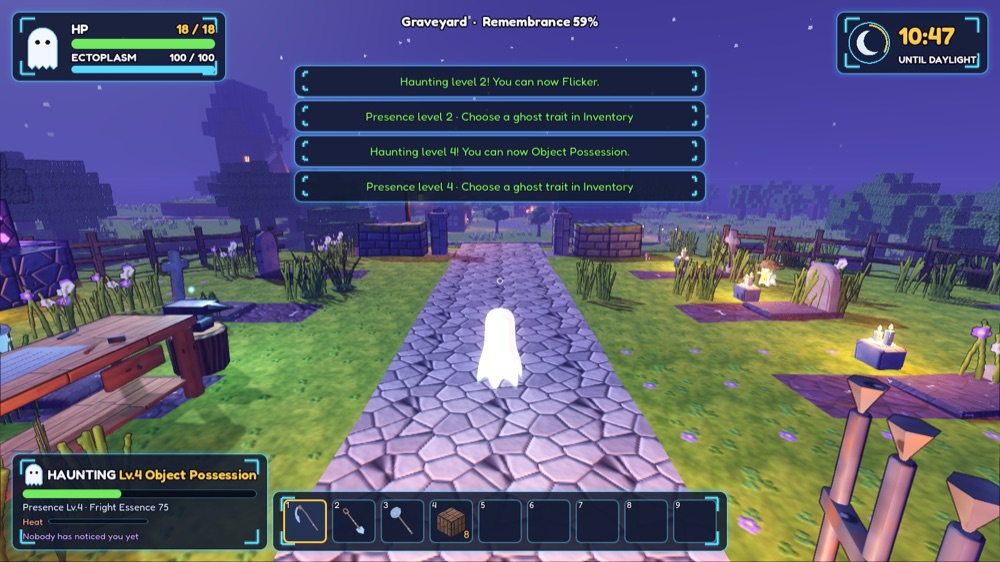 HP 18 / 18
ECTOPLASM 100 / 100
Graveyard · Remembrance 59%
10:47
UNTIL DAYLIGHT
Haunting level 2! You can now Flicker.
Presence level 2 · Choose a ghost trait in Inventory
Haunting level 4! You can now Object Possession.
Presence level 4 · Choose a ghost trait in Inventory
HAUNTING Lv.4 Object Possession
Presence Lv.4 · Fright Essence 75
Heat
Nobody has noticed you yet
1 2 3 4 5 6 7 8 9
8